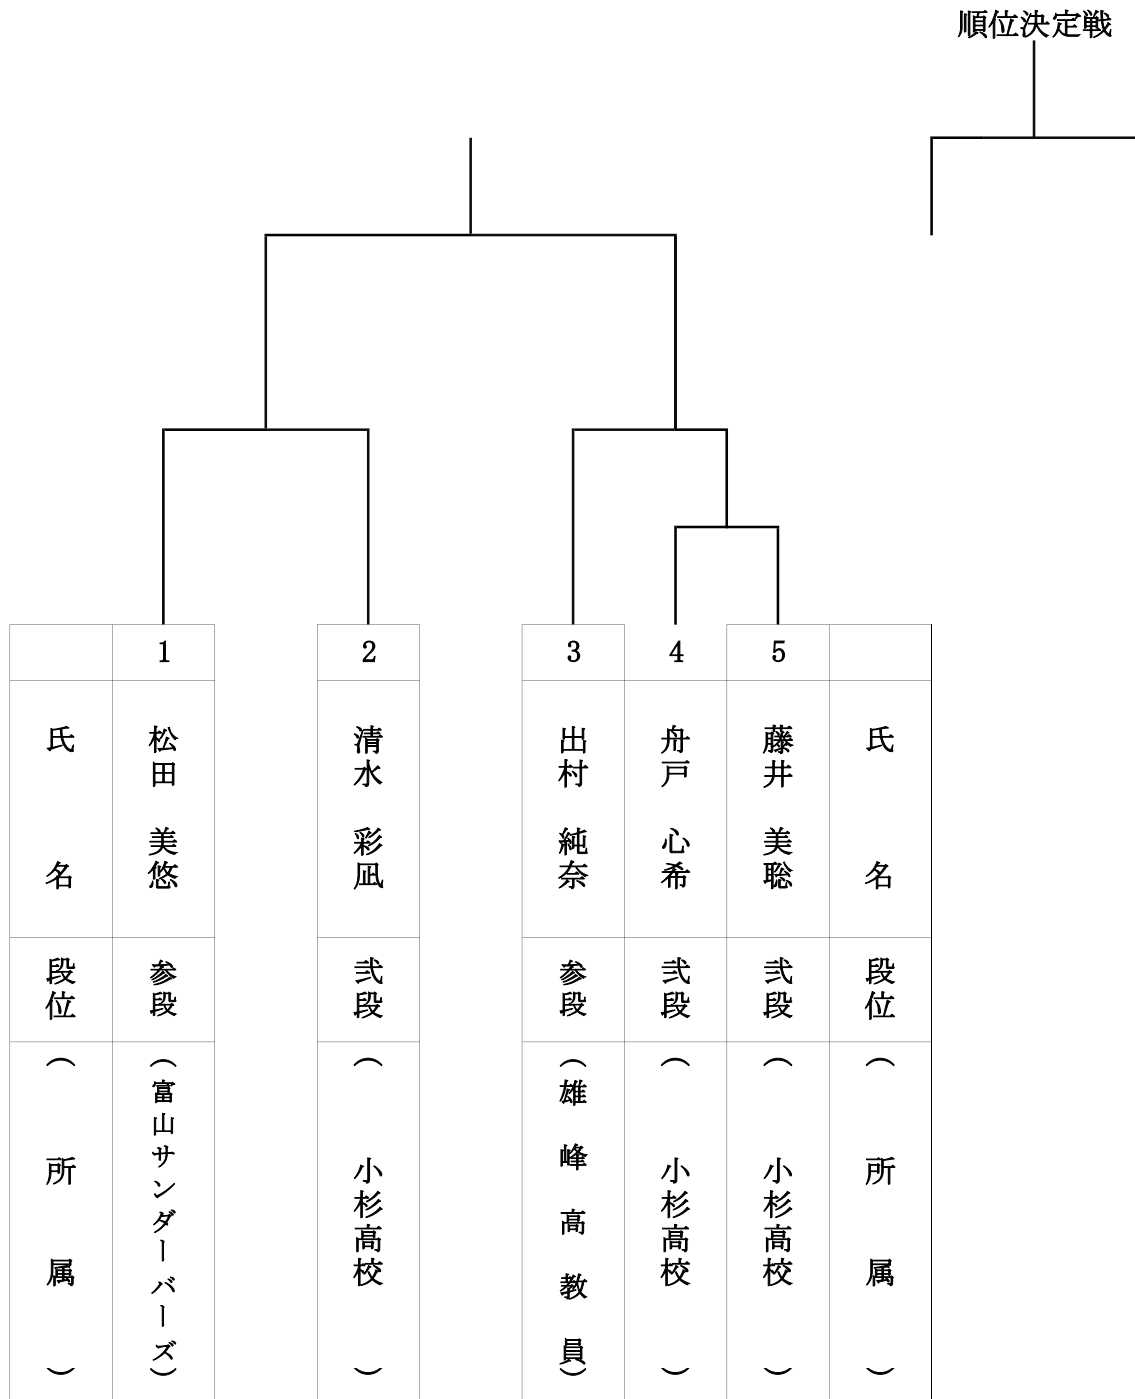 順位決定戦
1
2
3
4
5
氏名
松田 美悠
清水 彩凪
出村 純奈
舟戸 心希
藤井 美聡
氏名
段位
参段
弐段
参段
弐段
弐段
段位
（所属）
（富山サンダーバーズ）
（小杉高校）
（雄峰高教員）
（小杉高校）
（小杉高校）
（所属）